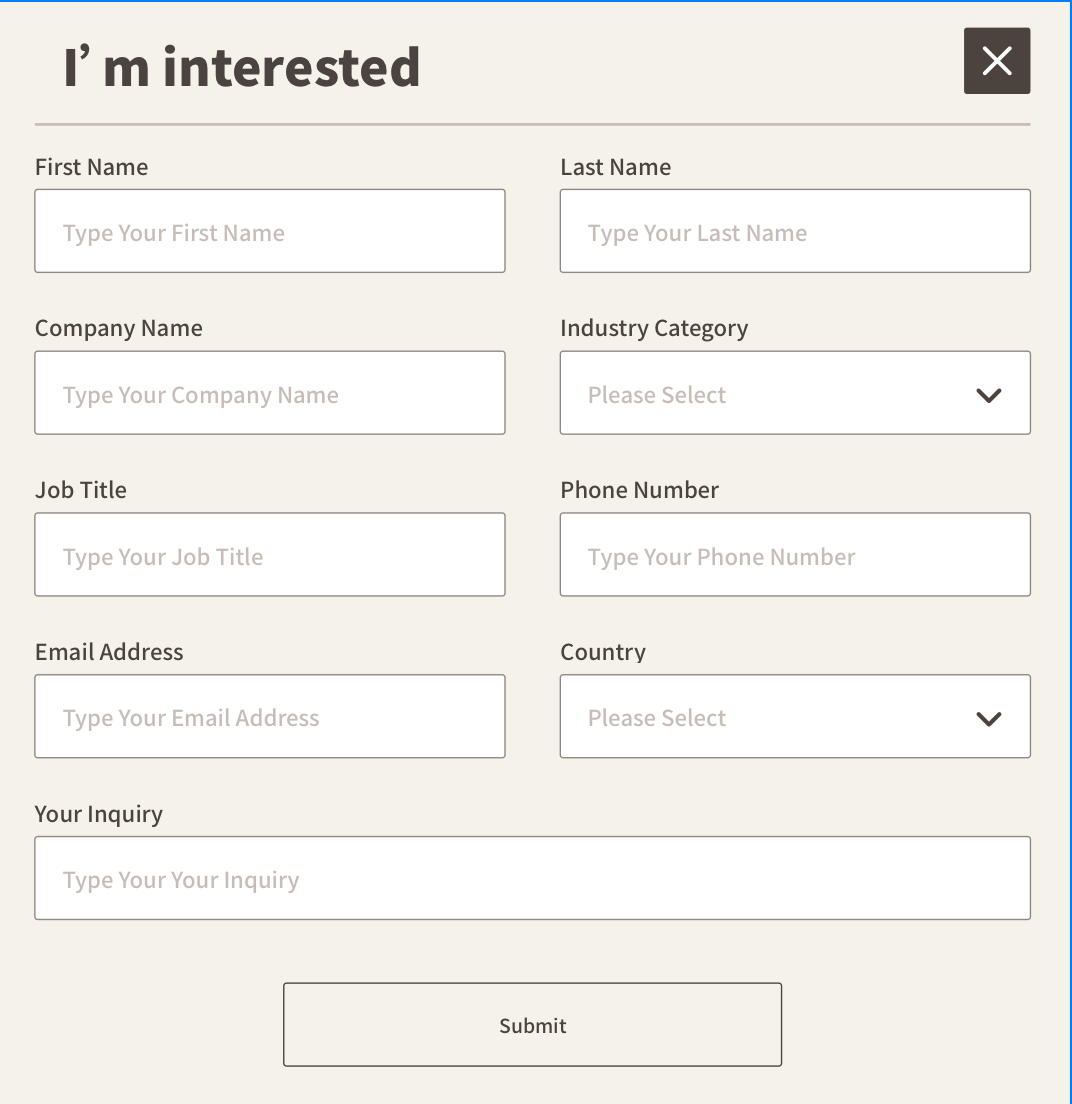 I’ m interested
First Name
Last Name
Type Your First Name
Type Your Last Name
Company Name
Industry Category
Type Your Company Name
Please Select
Job Title
Phone Number
Type Your Job Title
Type Your Phone Number
Email Address
Country
Type Your Email Address
Please Select
Your Inquiry
Type Your Your Inquiry
Submit